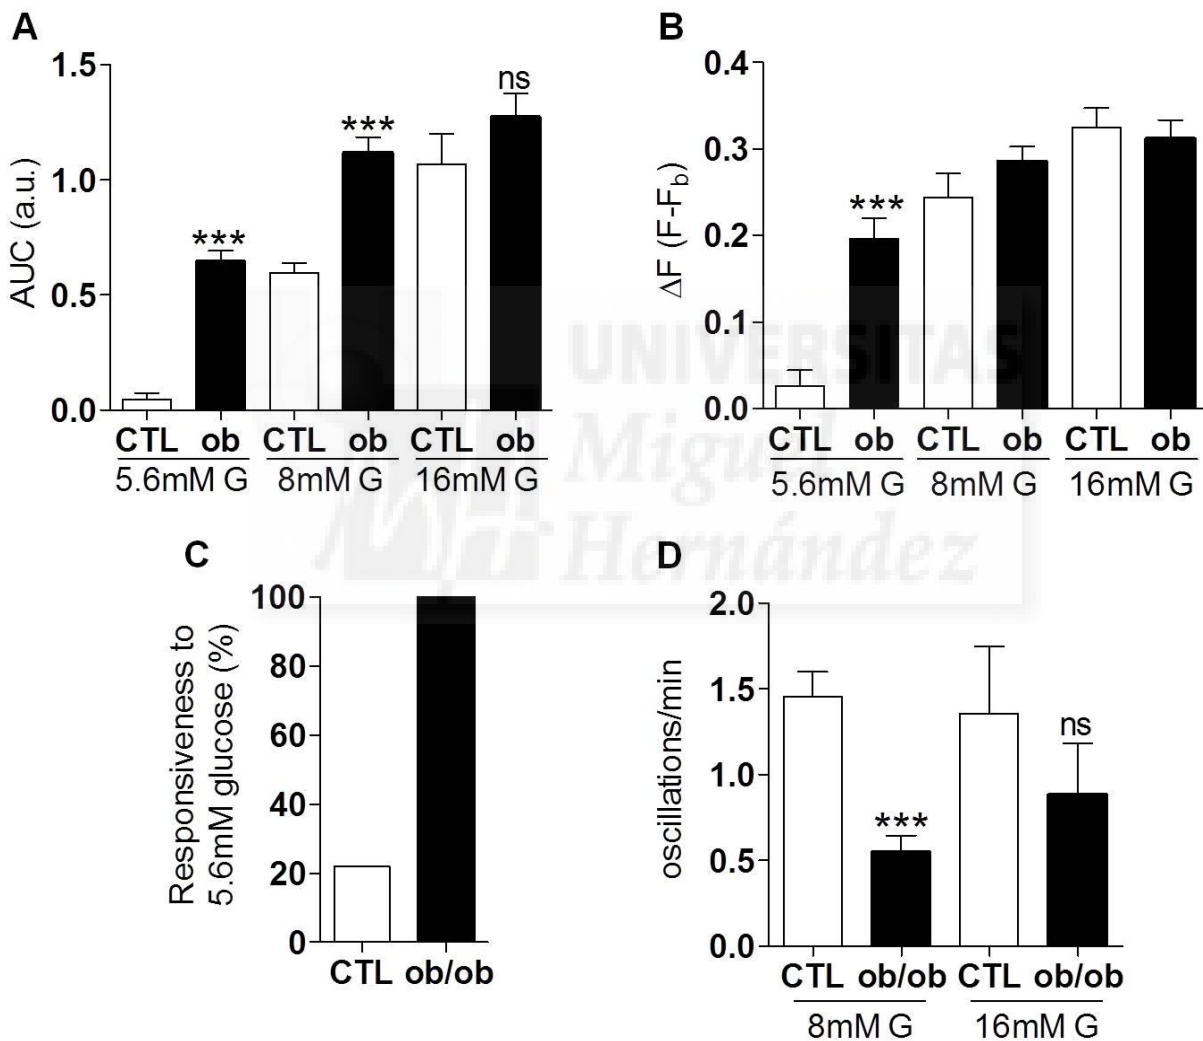 A
AUC (a.u.)
1.5
1.0
0.5
0.0
***
***
ns
CTL ob CTL ob CTL ob
5.6mM G 8mM G 16mM G
B
ΔF (F-Fb)
0.4
0.3
0.2
0.1
0.0
***
CTL ob CTL ob CTL ob
5.6mM G 8mM G 16mM G
UNIVERSITAS
Miguel
Hernández
C
Responsiveness to
5.6mM glucose (%)
100
80
60
40
20
0
CTL ob/ob
D
oscillations/min
2.0
1.5
1.0
0.5
0.0
***
ns
CTL ob/ob CTL ob/ob
8mM G 16mM G